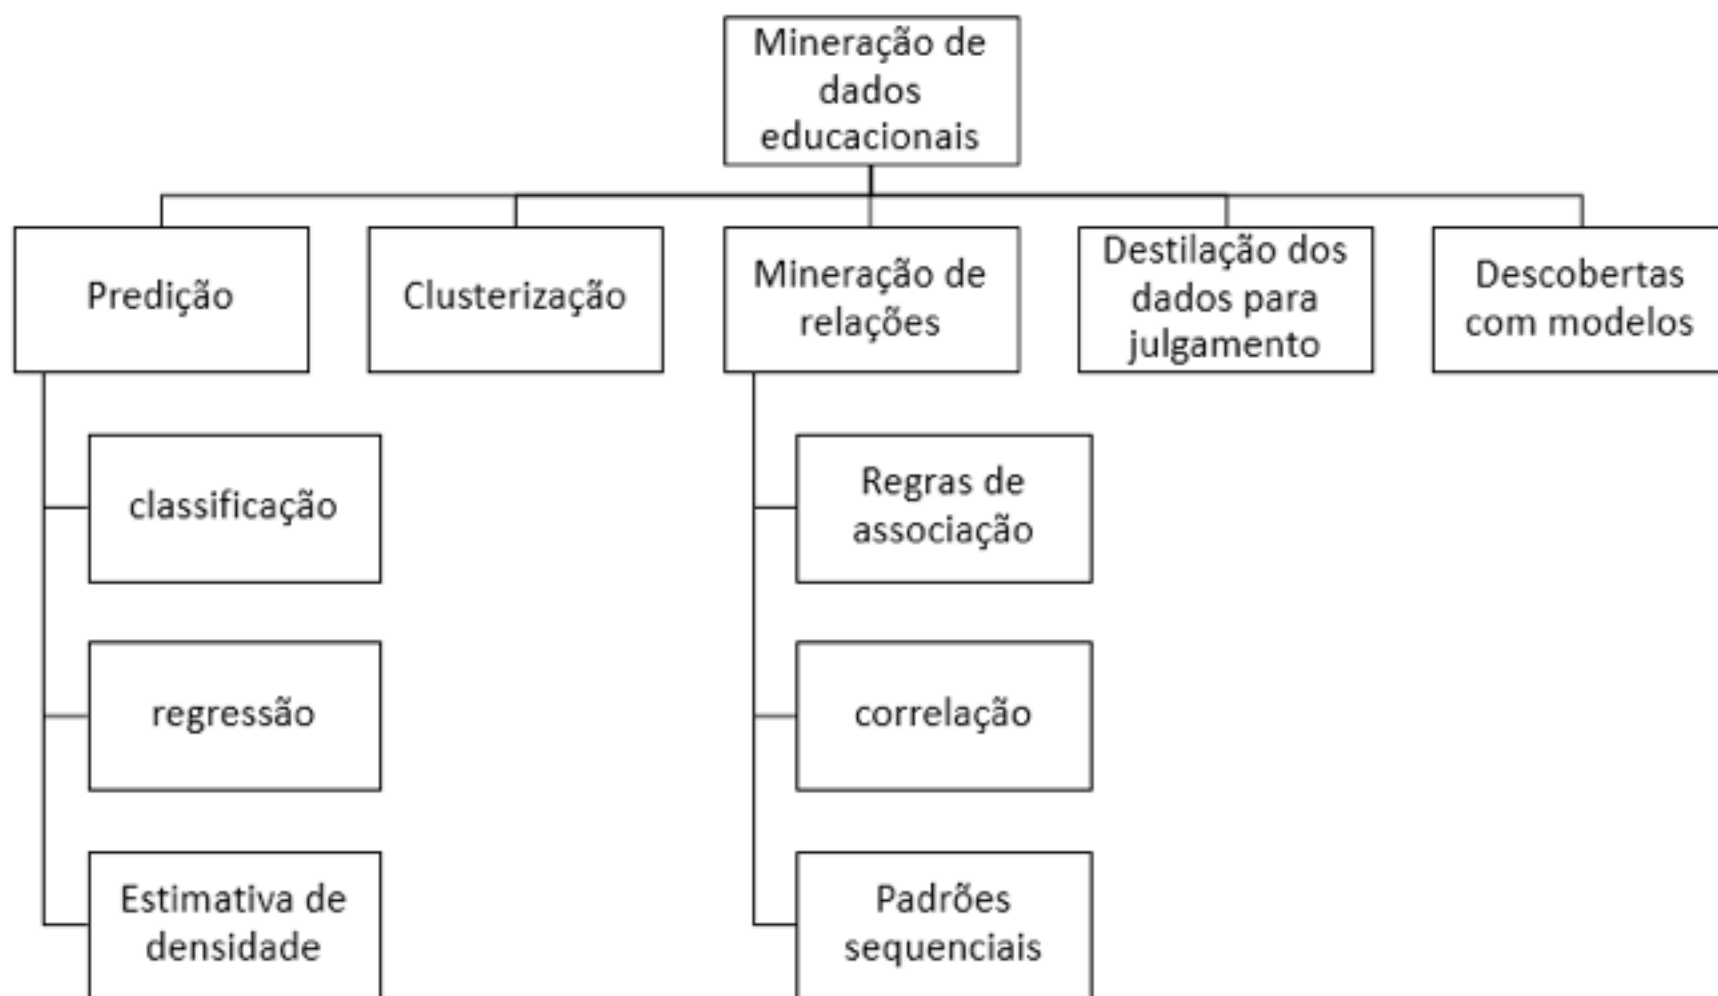 Mineração de
dados
educacionais
Predição
Clusterização
Mineração de
relações
Destilação dos
dados para
julgamento
Descobertas
com modelos
classificação
Regras de
associação
regressão
correlação
Estimativa de
densidade
Padrões
sequenciais